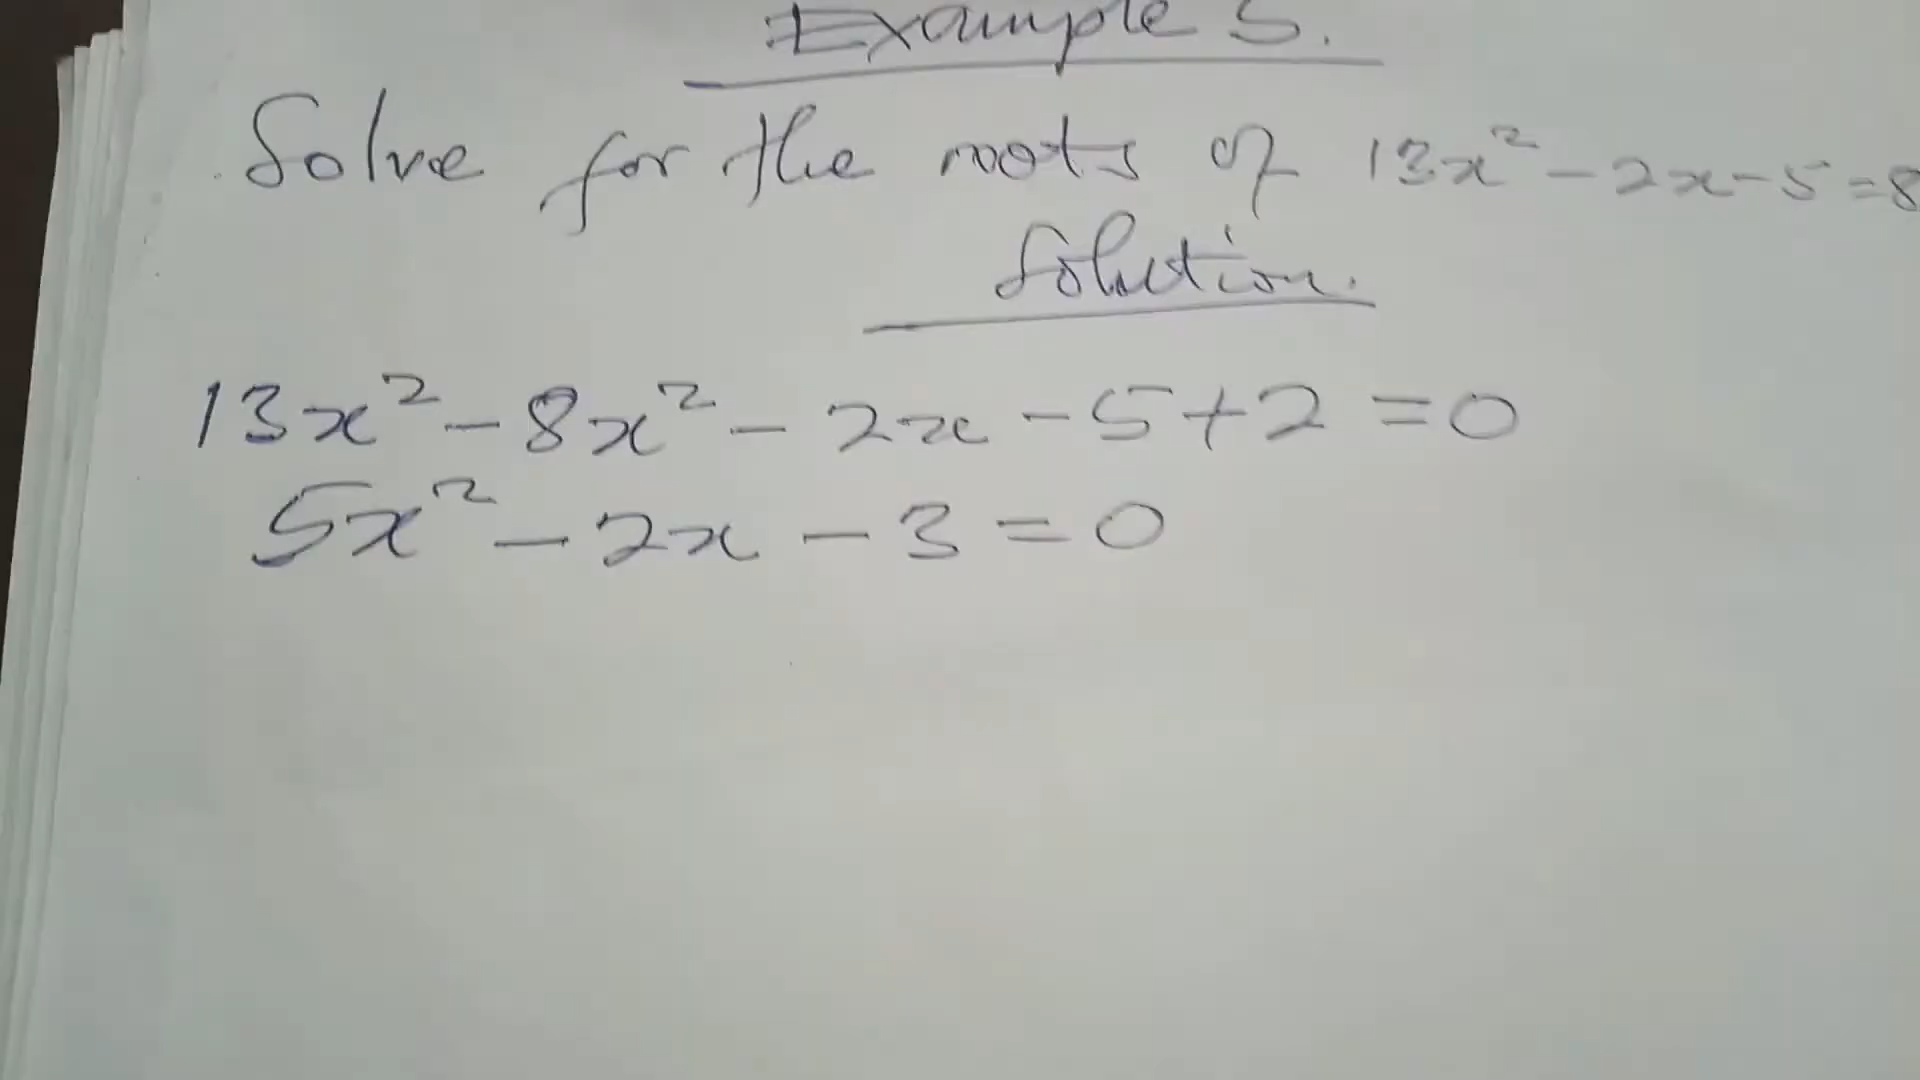 Example 5.
Solve for the roots of 13x² - 2x - 5 = 8
Solution.
13x² - 8x² - 2x - 5 + 2 = 0
5x² - 2x - 3 = 0